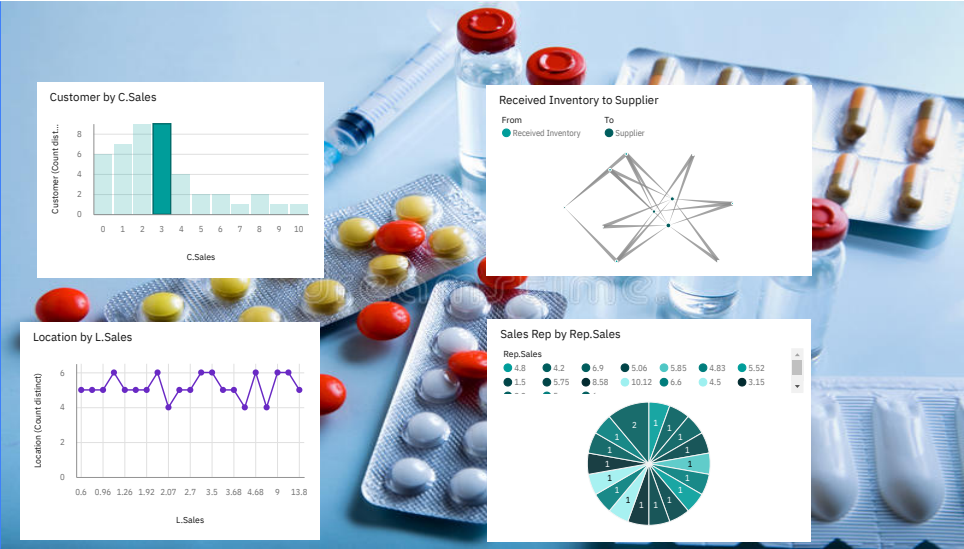 Customer by C.Sales
Customer (Count dist...
8
6
4
2
0
0 1 2 3 4 5 6 7 8 9 10
C.Sales
Received Inventory to Supplier
From To
Received Inventory Supplier
Location by L.Sales
Location (Count distinct)
6
4
2
0
0.6 0.96 1.26 1.92 2.07 2.7 3.5 3.68 4.68 9 13.8
L.Sales
Sales Rep by Rep.Sales
Rep.Sales
4.8 4.2 6.9 5.06 5.85 4.83 5.52
1.5 5.75 8.58 10.12 6.6 4.5 3.15
2 1 1 1 1 1 1 1 1 1 1 1 1 1 1 1 1
dreamstime